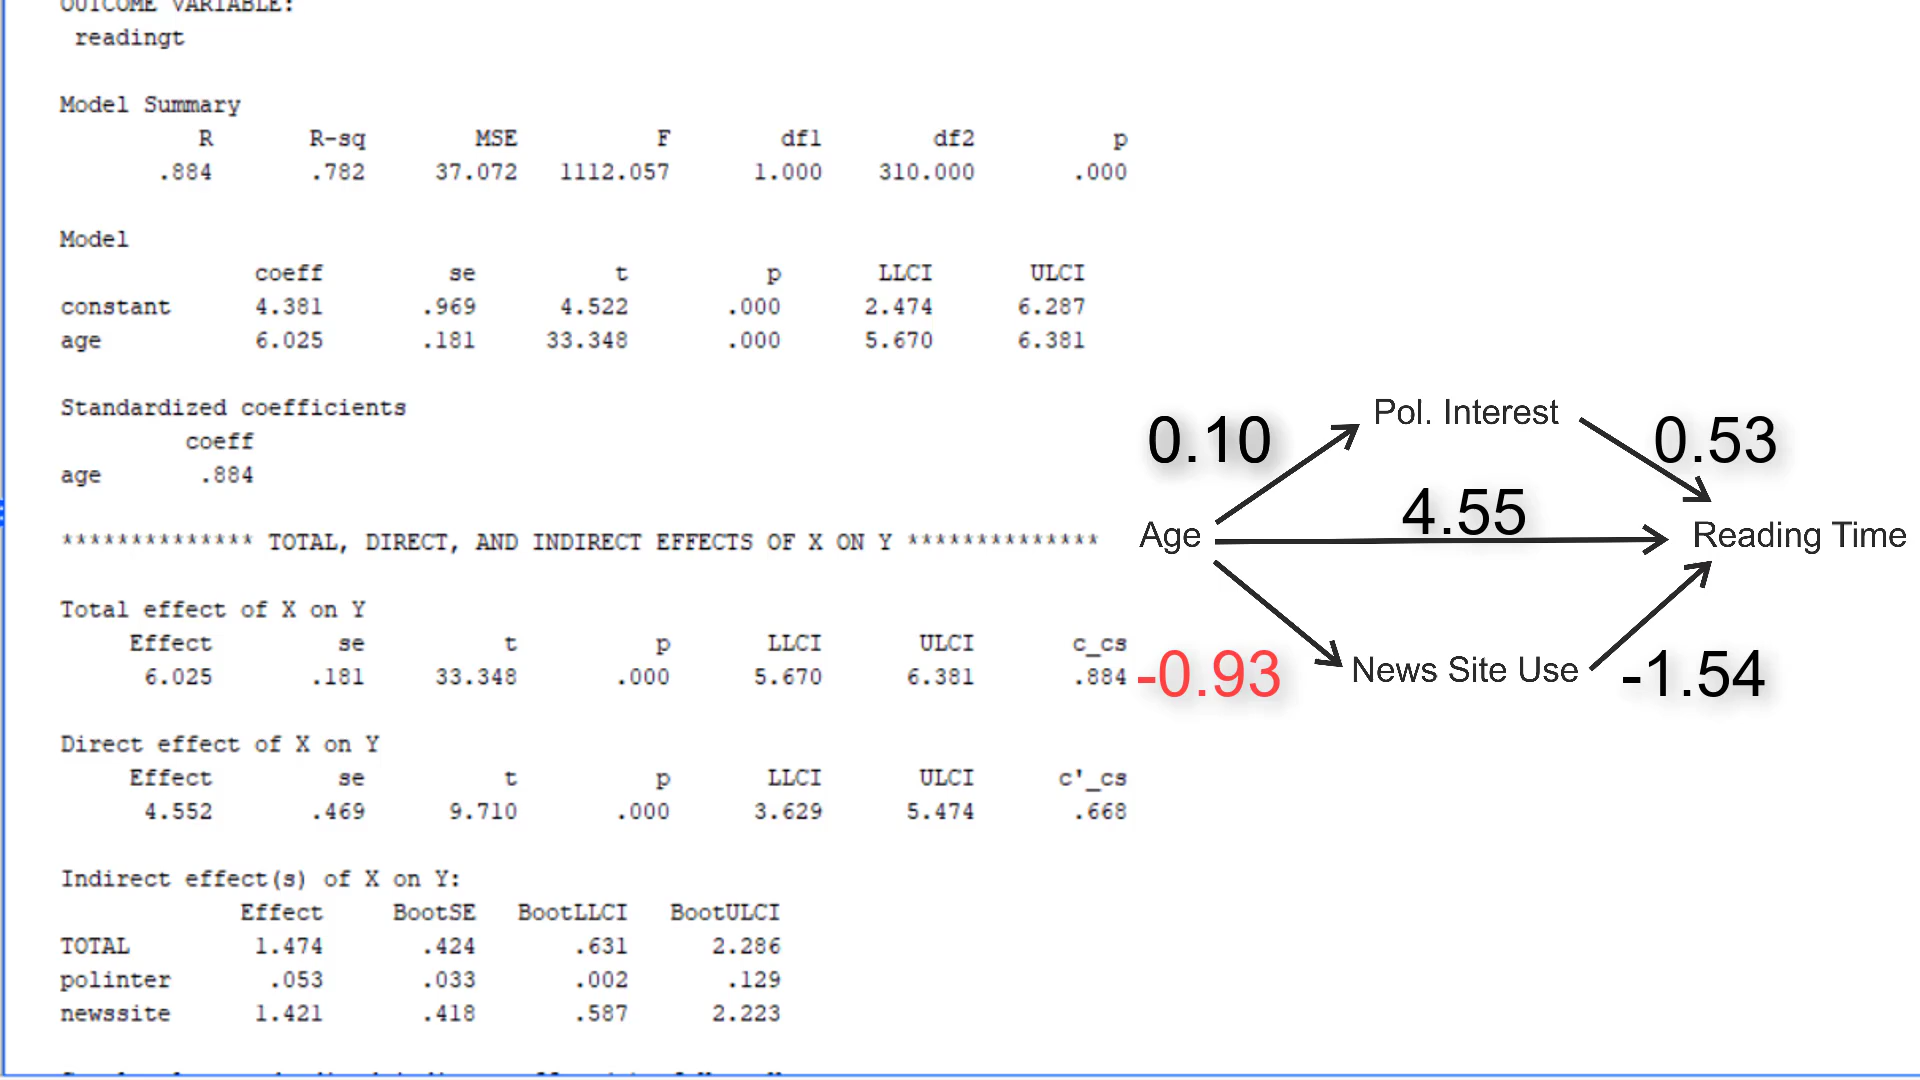 OUTCOME VARIABLE:
readingt
Model Summary
R R-sq MSE F df1 df2 p
.884 .782 37.072 1112.057 1.000 310.000 .000
Model
coeff se t p LLCI ULCI
constant 4.381 .969 4.522 .000 2.474 6.287
age 6.025 .181 33.348 .000 5.670 6.381
Standardized coefficients
coeff
age .884
************** TOTAL, DIRECT, AND INDIRECT EFFECTS OF X ON Y **************
Total effect of X on Y
Effect se t p LLCI ULCI c_cs
6.025 .181 33.348 .000 5.670 6.381 .884
Direct effect of X on Y
Effect se t p LLCI ULCI c'_cs
4.552 .469 9.710 .000 3.629 5.474 .668
Indirect effect(s) of X on Y:
Effect BootSE BootLLCI BootULCI
TOTAL 1.474 .424 .631 2.286
polinter .053 .033 .002 .129
newssite 1.421 .418 .587 2.223
Pol. Interest
0.10 0.53
4.55
Age Reading Time
-0.93 News Site Use -1.54